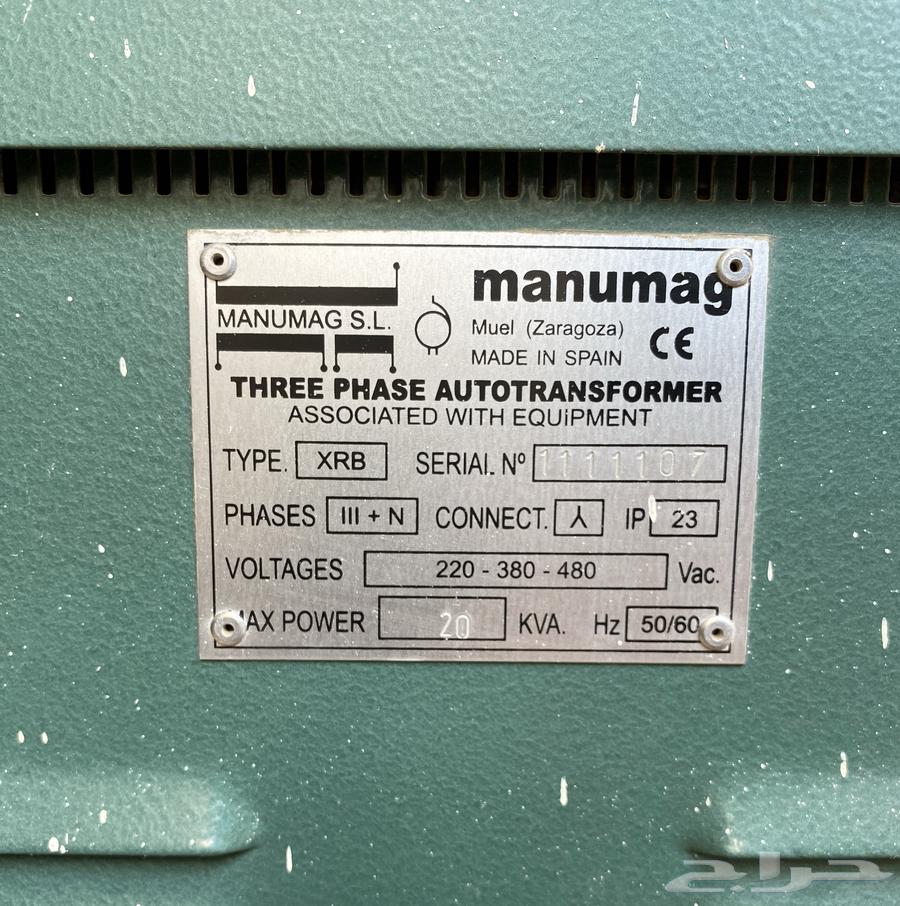 manumag
MANUMAG S.L.
Muel (Zaragoza)
MADE IN SPAIN CE
THREE PHASE AUTOTRANSFORMER
ASSOCIATED WITH EQUiPMENT
TYPE. XRB SERIAL Nº 1111107
PHASES III + N CONNECT. IP 23
VOLTAGES 220 - 380 - 480 Vac.
MAX POWER 20 KVA. Hz 50/60
حراج